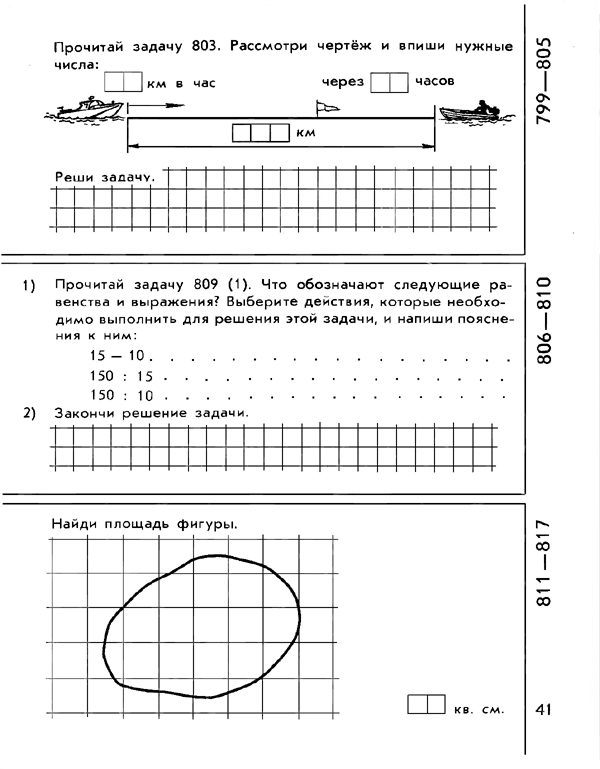 Прочитай задачу 803. Рассмотри чертёж и впиши нужные
числа:
км в час
через часов
км
Реши задачу.
799—805
1) Прочитай задачу 809 (1). Что обозначают следующие ра-
венства и выражения? Выберите действия, которые необхо-
димо выполнить для решения этой задачи, и напиши поясне-
ния к ним:
15 — 10 . . . . . . . . . . . . . . . . .
150 : 15 . . . . . . . . . . . . . . . . .
150 : 10 . . . . . . . . . . . . . . . . .
2) Закончи решение задачи.
806—810
Найди площадь фигуры.
811—817
кв. см.
41